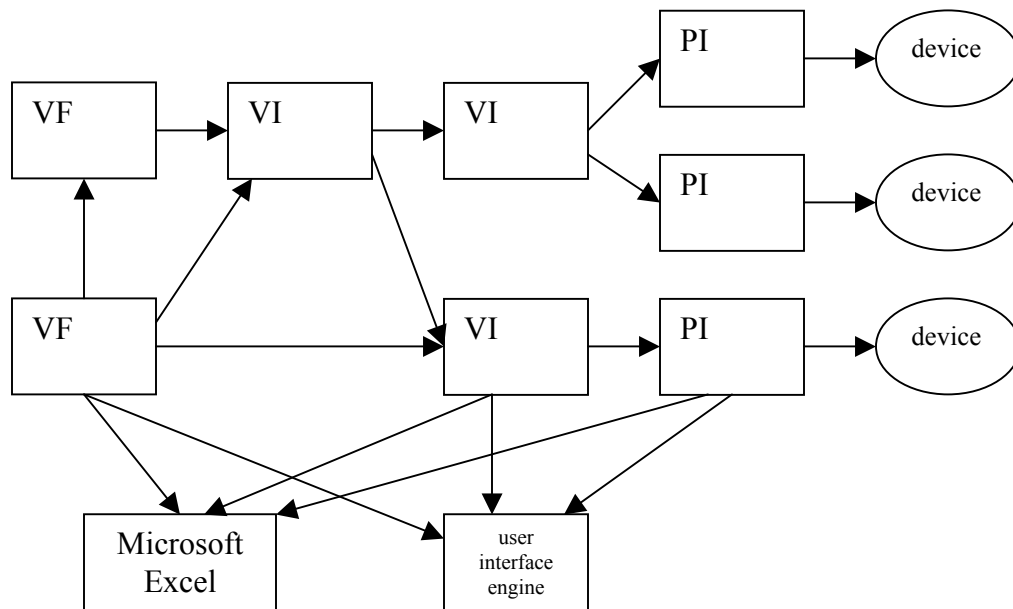 PI
device
VF
VI
VI
PI
device
VF
VI
PI
device
Microsoft
Excel
user
interface
engine